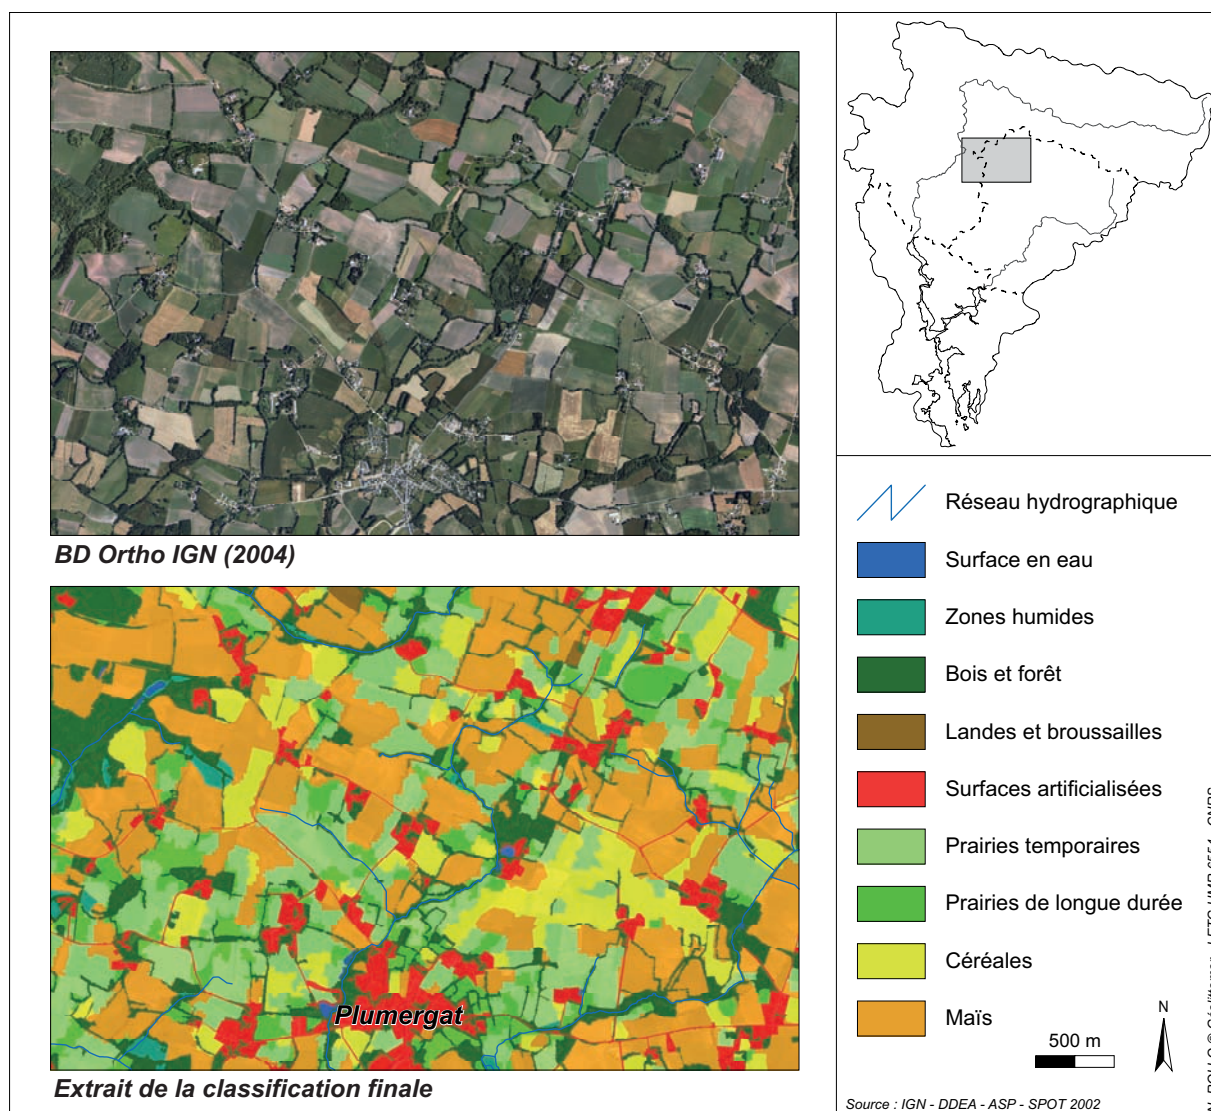 BD Ortho IGN (2004)
Plumergat
Extrait de la classification finale
Réseau hydrographique
Surface en eau
Zones humides
Bois et forêt
Landes et broussailles
Surfaces artificialisées
Prairies temporaires
Prairies de longue durée
Céréales
Maïs
500 m
N
Source : IGN - DDEA - ASP - SPOT 2002